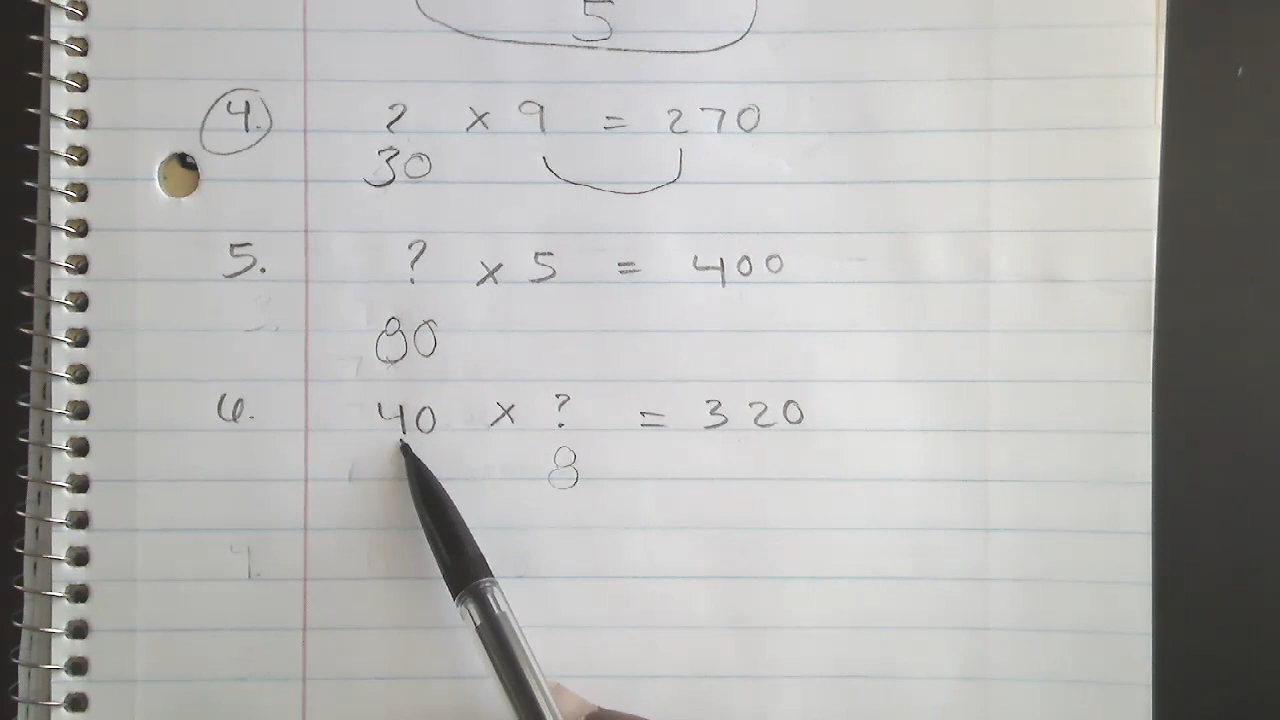 5
4. ? x 9 = 270
30
5. ? x 5 = 400
80
6. 40 x ? = 320
8